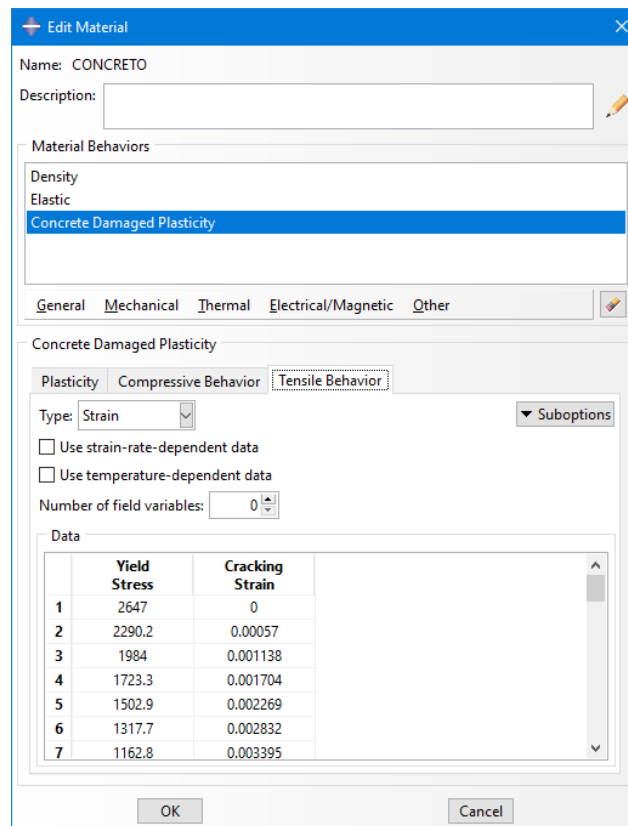 Edit Material
Name: CONCRETO
Description:
Material Behaviors
Density
Elastic
Concrete Damaged Plasticity
General Mechanical Thermal Electrical/Magnetic Other
Concrete Damaged Plasticity
Plasticity Compressive Behavior Tensile Behavior
Type: Strain Suboptions
Use strain-rate-dependent data
Use temperature-dependent data
Number of field variables: 0
Data
Yield Stress Cracking Strain
1 2647 0
2 2290.2 0.00057
3 1984 0.001138
4 1723.3 0.001704
5 1502.9 0.002269
6 1317.7 0.002832
7 1162.8 0.003395
OK Cancel